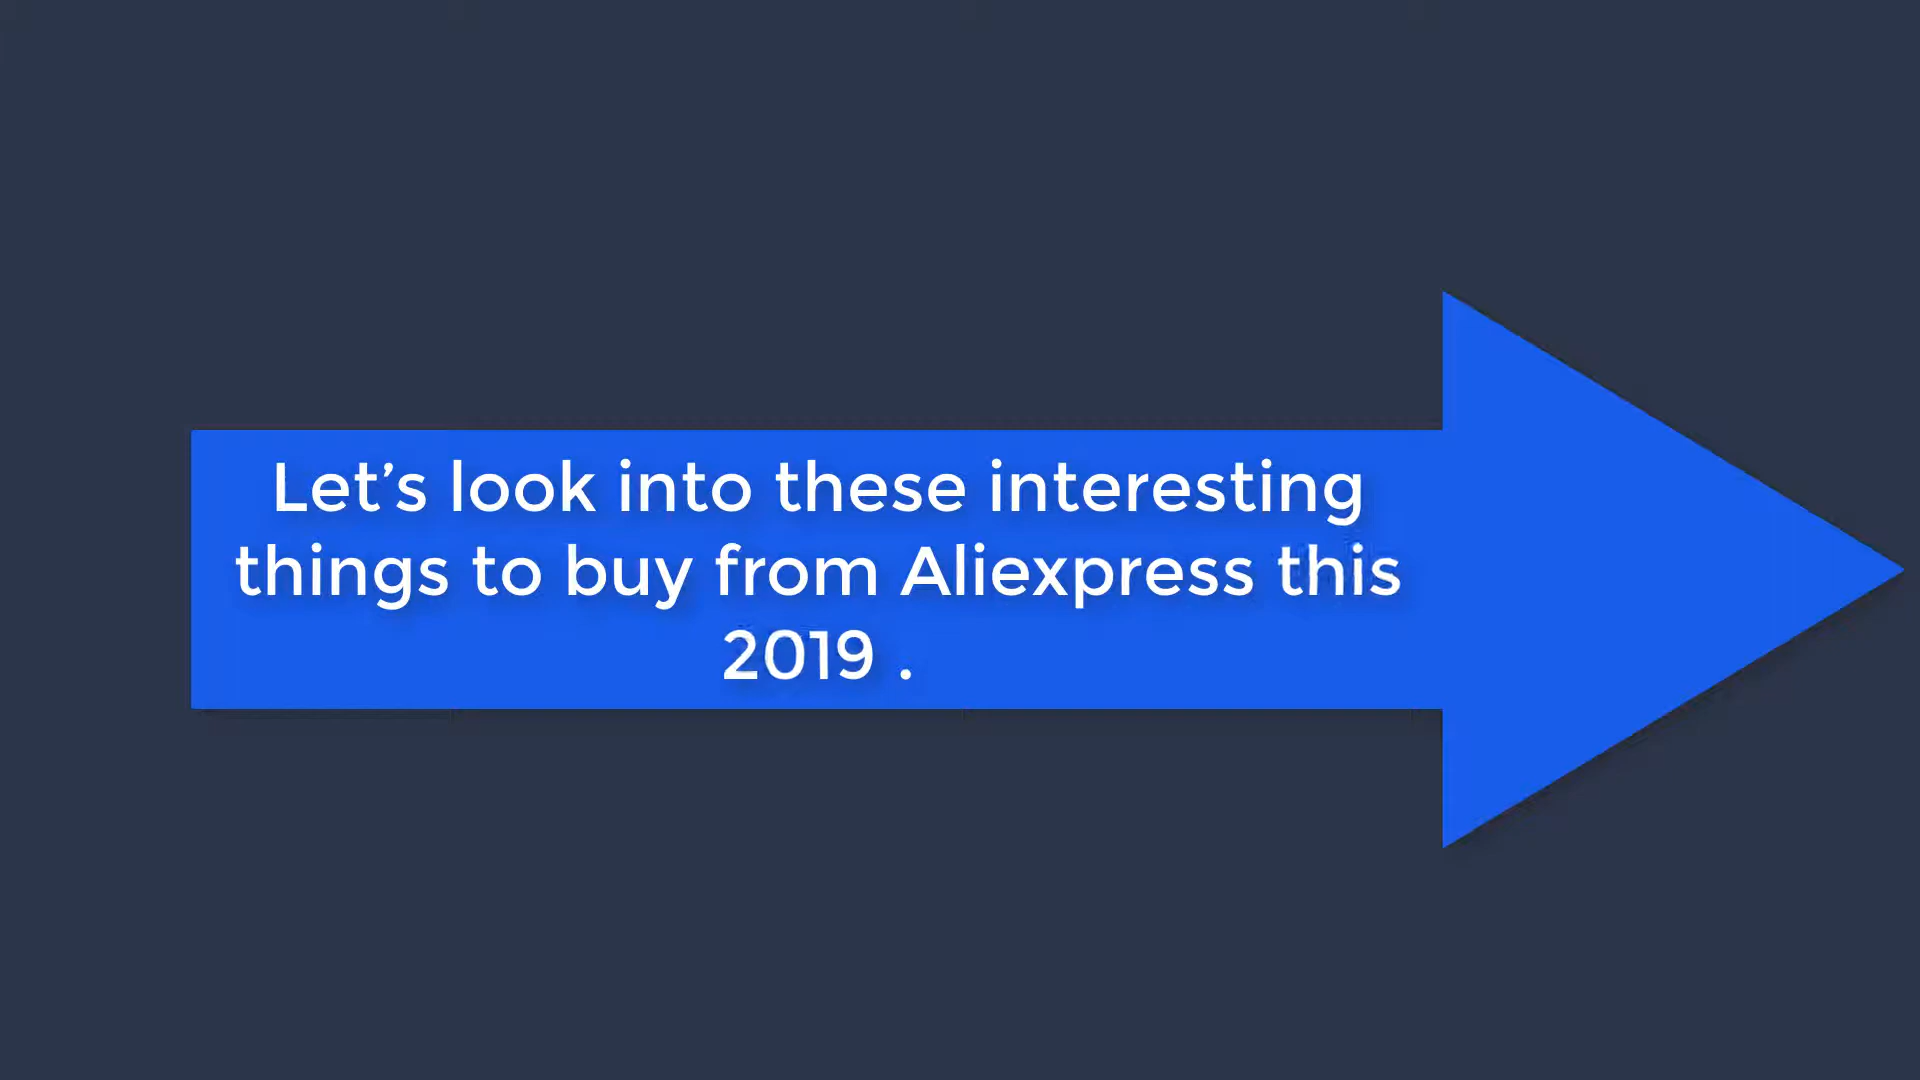 Let’s look into these interesting
things to buy from Aliexpress this
2019 .